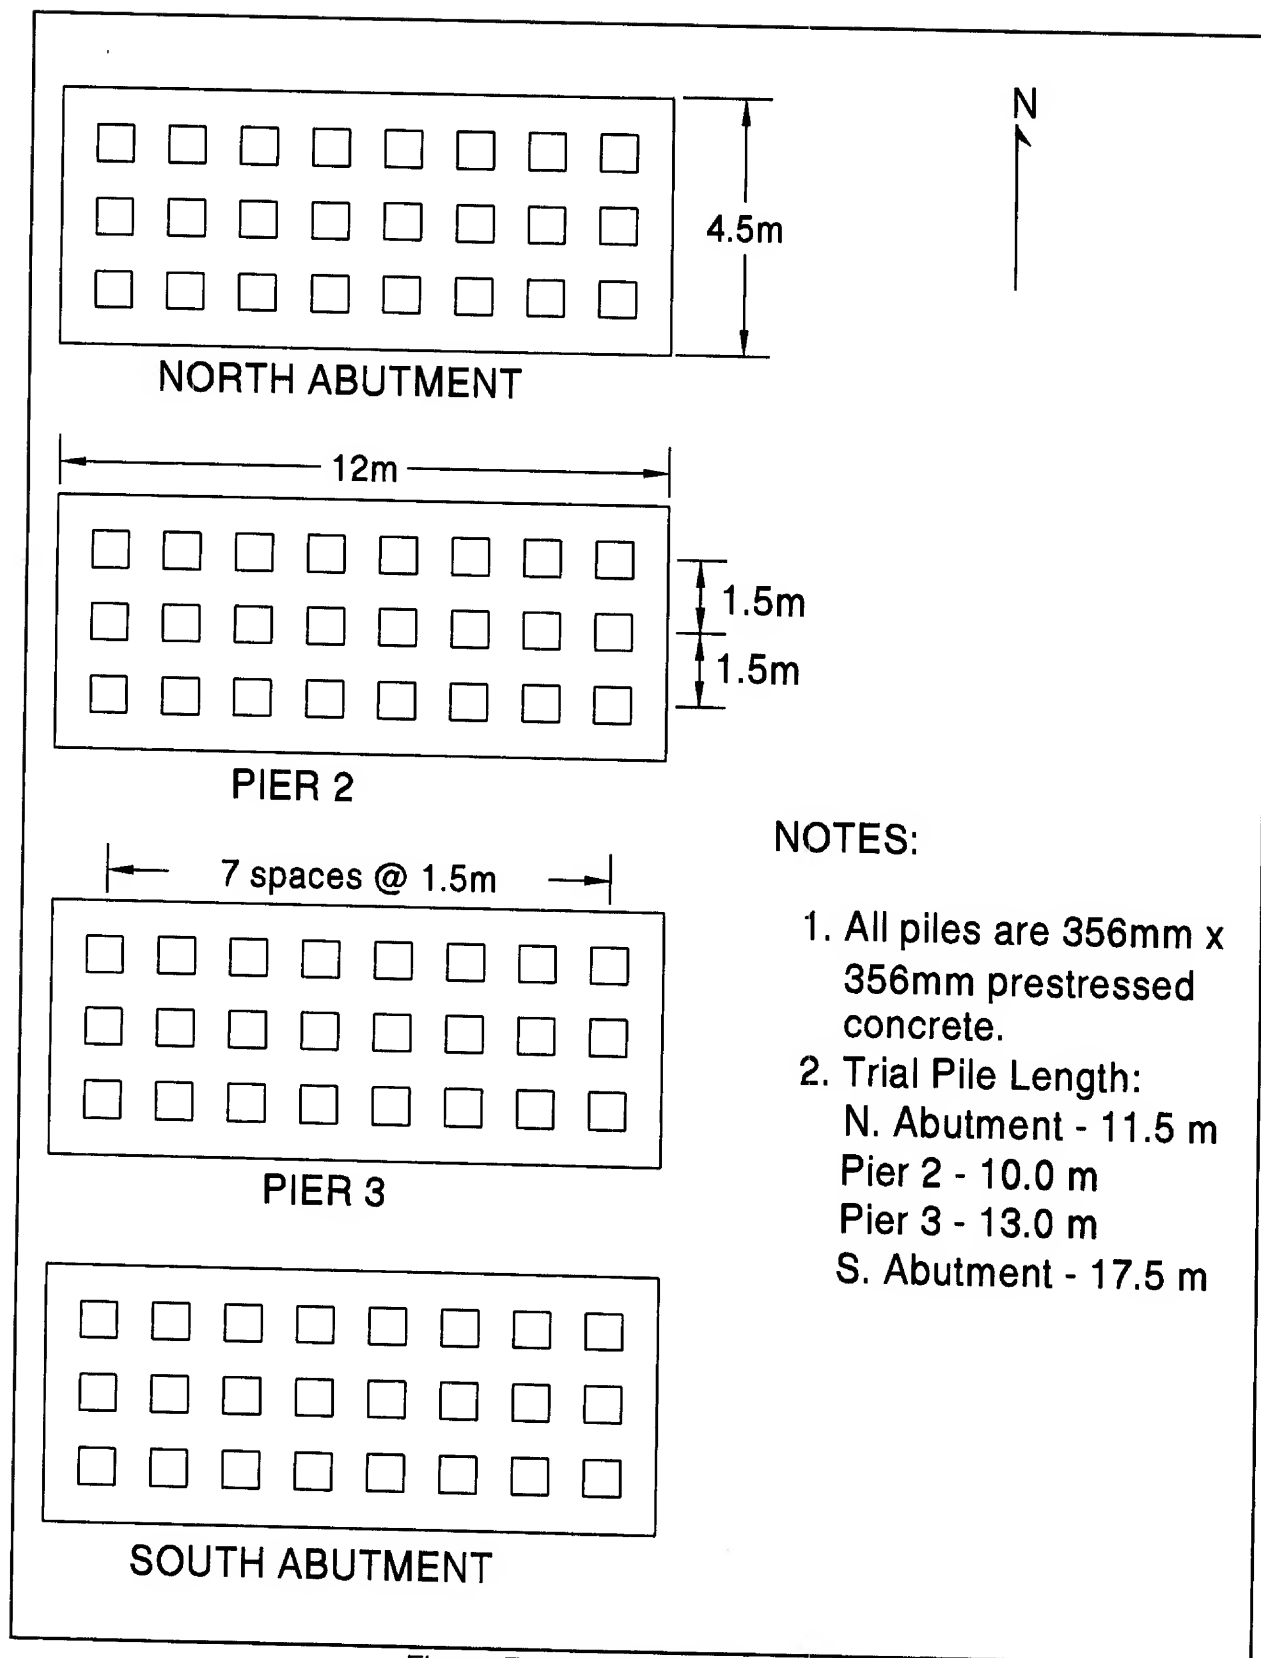 N
4.5m
NORTH ABUTMENT
12m
1.5m
1.5m
PIER 2
7 spaces @ 1.5m
PIER 3
SOUTH ABUTMENT
NOTES:
1. All piles are 356mm x
356mm prestressed
concrete.
2. Trial Pile Length:
N. Abutment - 11.5 m
Pier 2 - 10.0 m
Pier 3 - 13.0 m
S. Abutment - 17.5 m